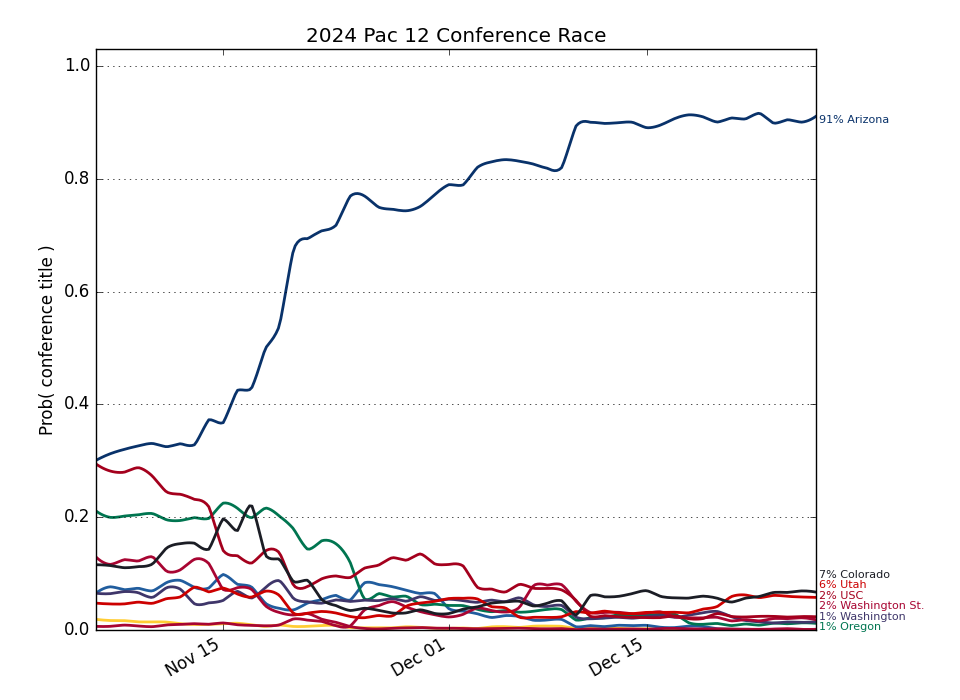 2024 Pac 12 Conference Race
Prob( conference title )
1.0
0.8
0.6
0.4
0.2
0.0
Nov 15
Dec 01
Dec 15
91% Arizona
7% Colorado
6% Utah
2% USC
2% Washington St.
1% Washington
1% Oregon